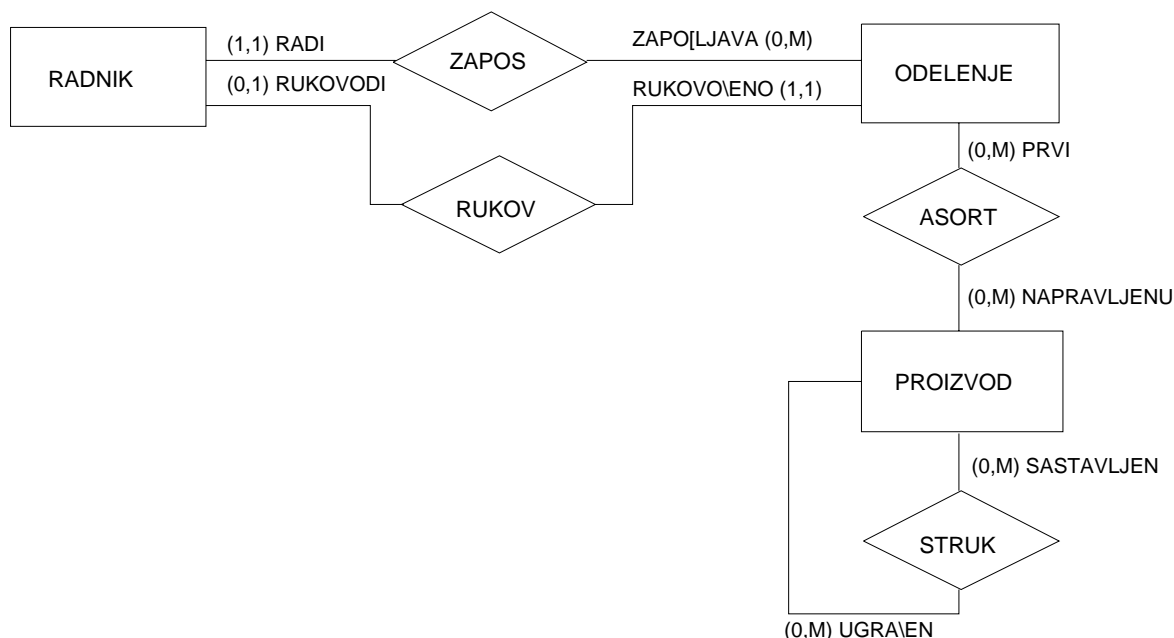 (1,1) RADI
ZAPO[LJAVA (0,M)
RADNIK
ZAPOS
ODELENJE
(0,1) RUKOVODI
RUKOVO\ENO (1,1)
(0,M) PRVI
RUKOV
ASORT
(0,M) NAPRAVLJENU
PROIZVOD
(0,M) SASTAVLJEN
STRUK
(0,M) UGRA\EN